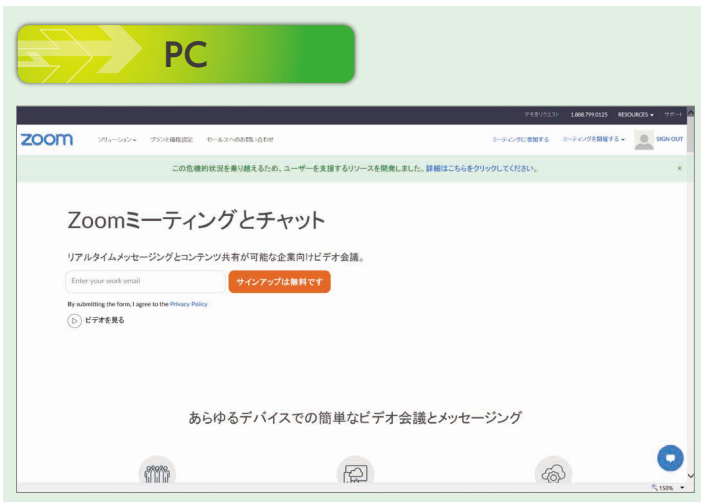 PC
デモをリクエスト 1.888.799.0125 RESOURCES サポート
zoom ソリューション プランと価格設定 セールスへのお問い合わせ ミーティングに参加する ミーティングを開催する SIGN OUT
この危機的状況を乗り越えるため、ユーザーを支援するリソースを開発しました。詳細はこちらをクリックしてください。 ×
Zoomミーティングとチャット
リアルタイムメッセージングとコンテンツ共有が可能な企業向けビデオ会議。
Enter your work email サインアップは無料です
By submitting the form, I agree to the Privacy Policy
ビデオを見る
あらゆるデバイスでの簡単なビデオ会議とメッセージング
150%